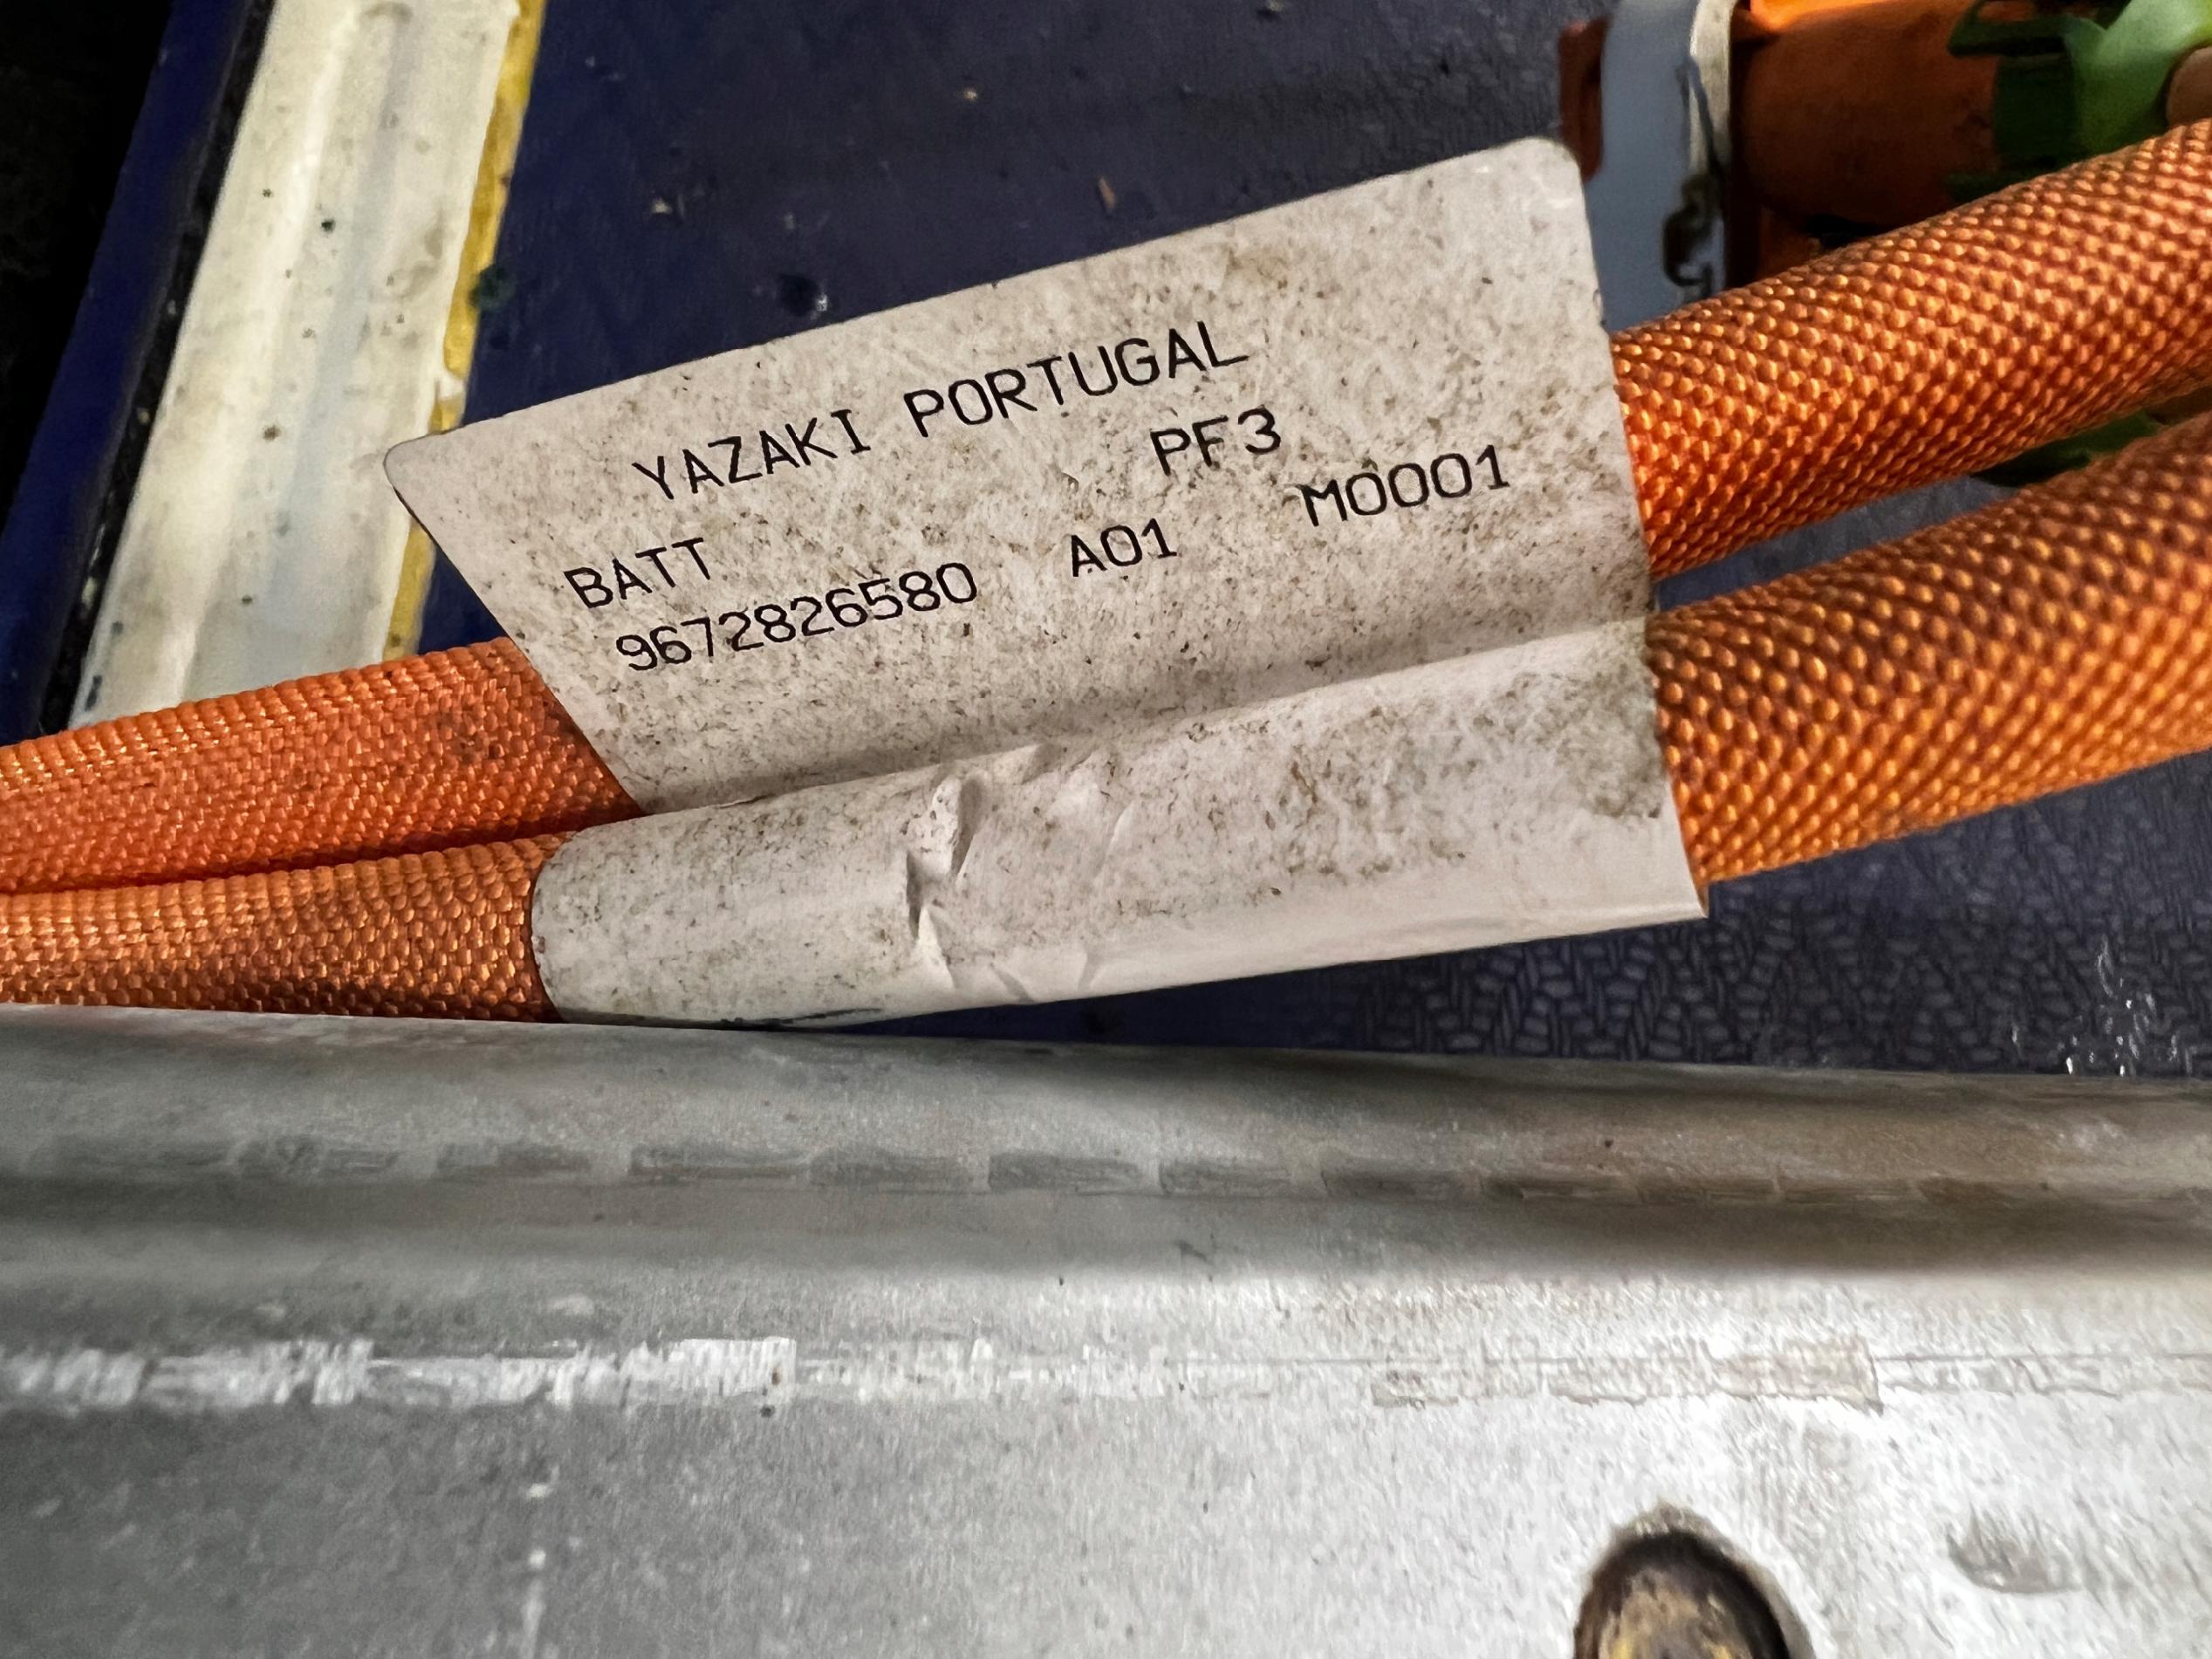 YAZAKI PORTUGAL
BATT PF3
9672826580 A01 M0001